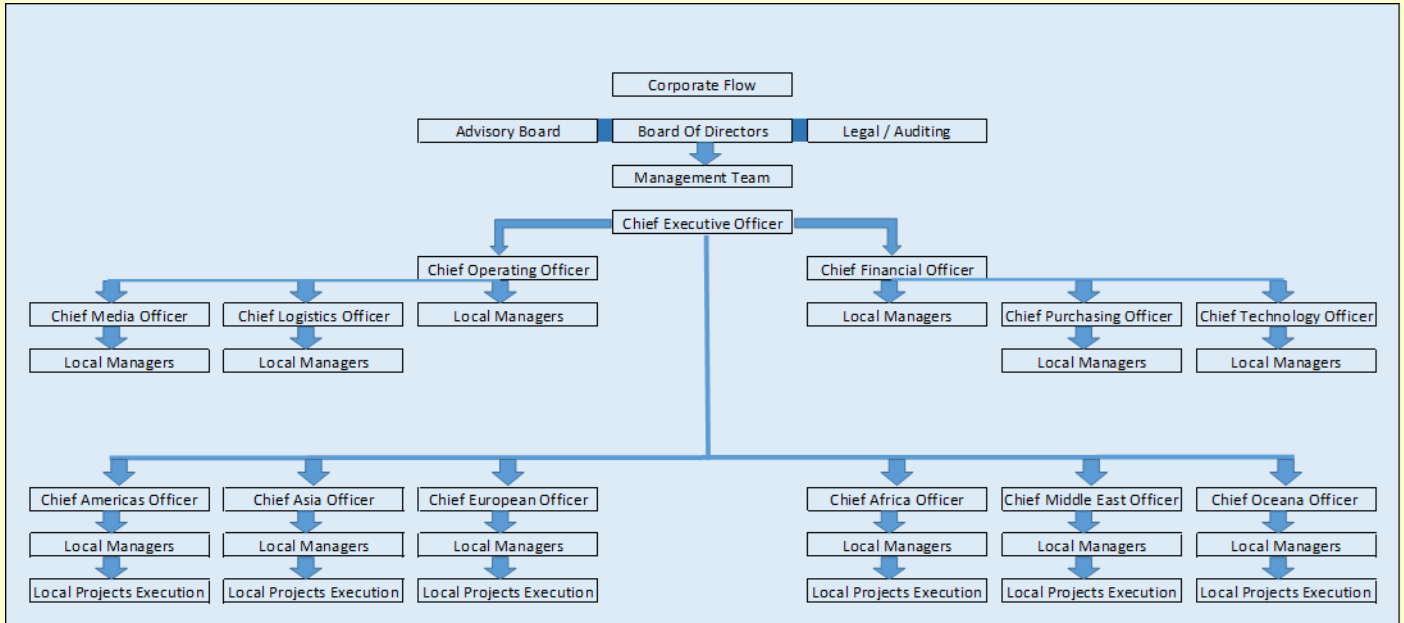 Corporate Flow
Advisory Board
Board Of Directors
Legal / Auditing
Management Team
Chief Executive Officer
Chief Operating Officer
Chief Financial Officer
Chief Media Officer
Chief Logistics Officer
Local Managers
Local Managers
Chief Purchasing Officer
Chief Technology Officer
Local Managers
Local Managers
Local Managers
Local Managers
Chief Americas Officer
Chief Asia Officer
Chief European Officer
Chief Africa Officer
Chief Middle East Officer
Chief Oceana Officer
Local Managers
Local Managers
Local Managers
Local Managers
Local Managers
Local Managers
Local Projects Execution
Local Projects Execution
Local Projects Execution
Local Projects Execution
Local Projects Execution
Local Projects Execution